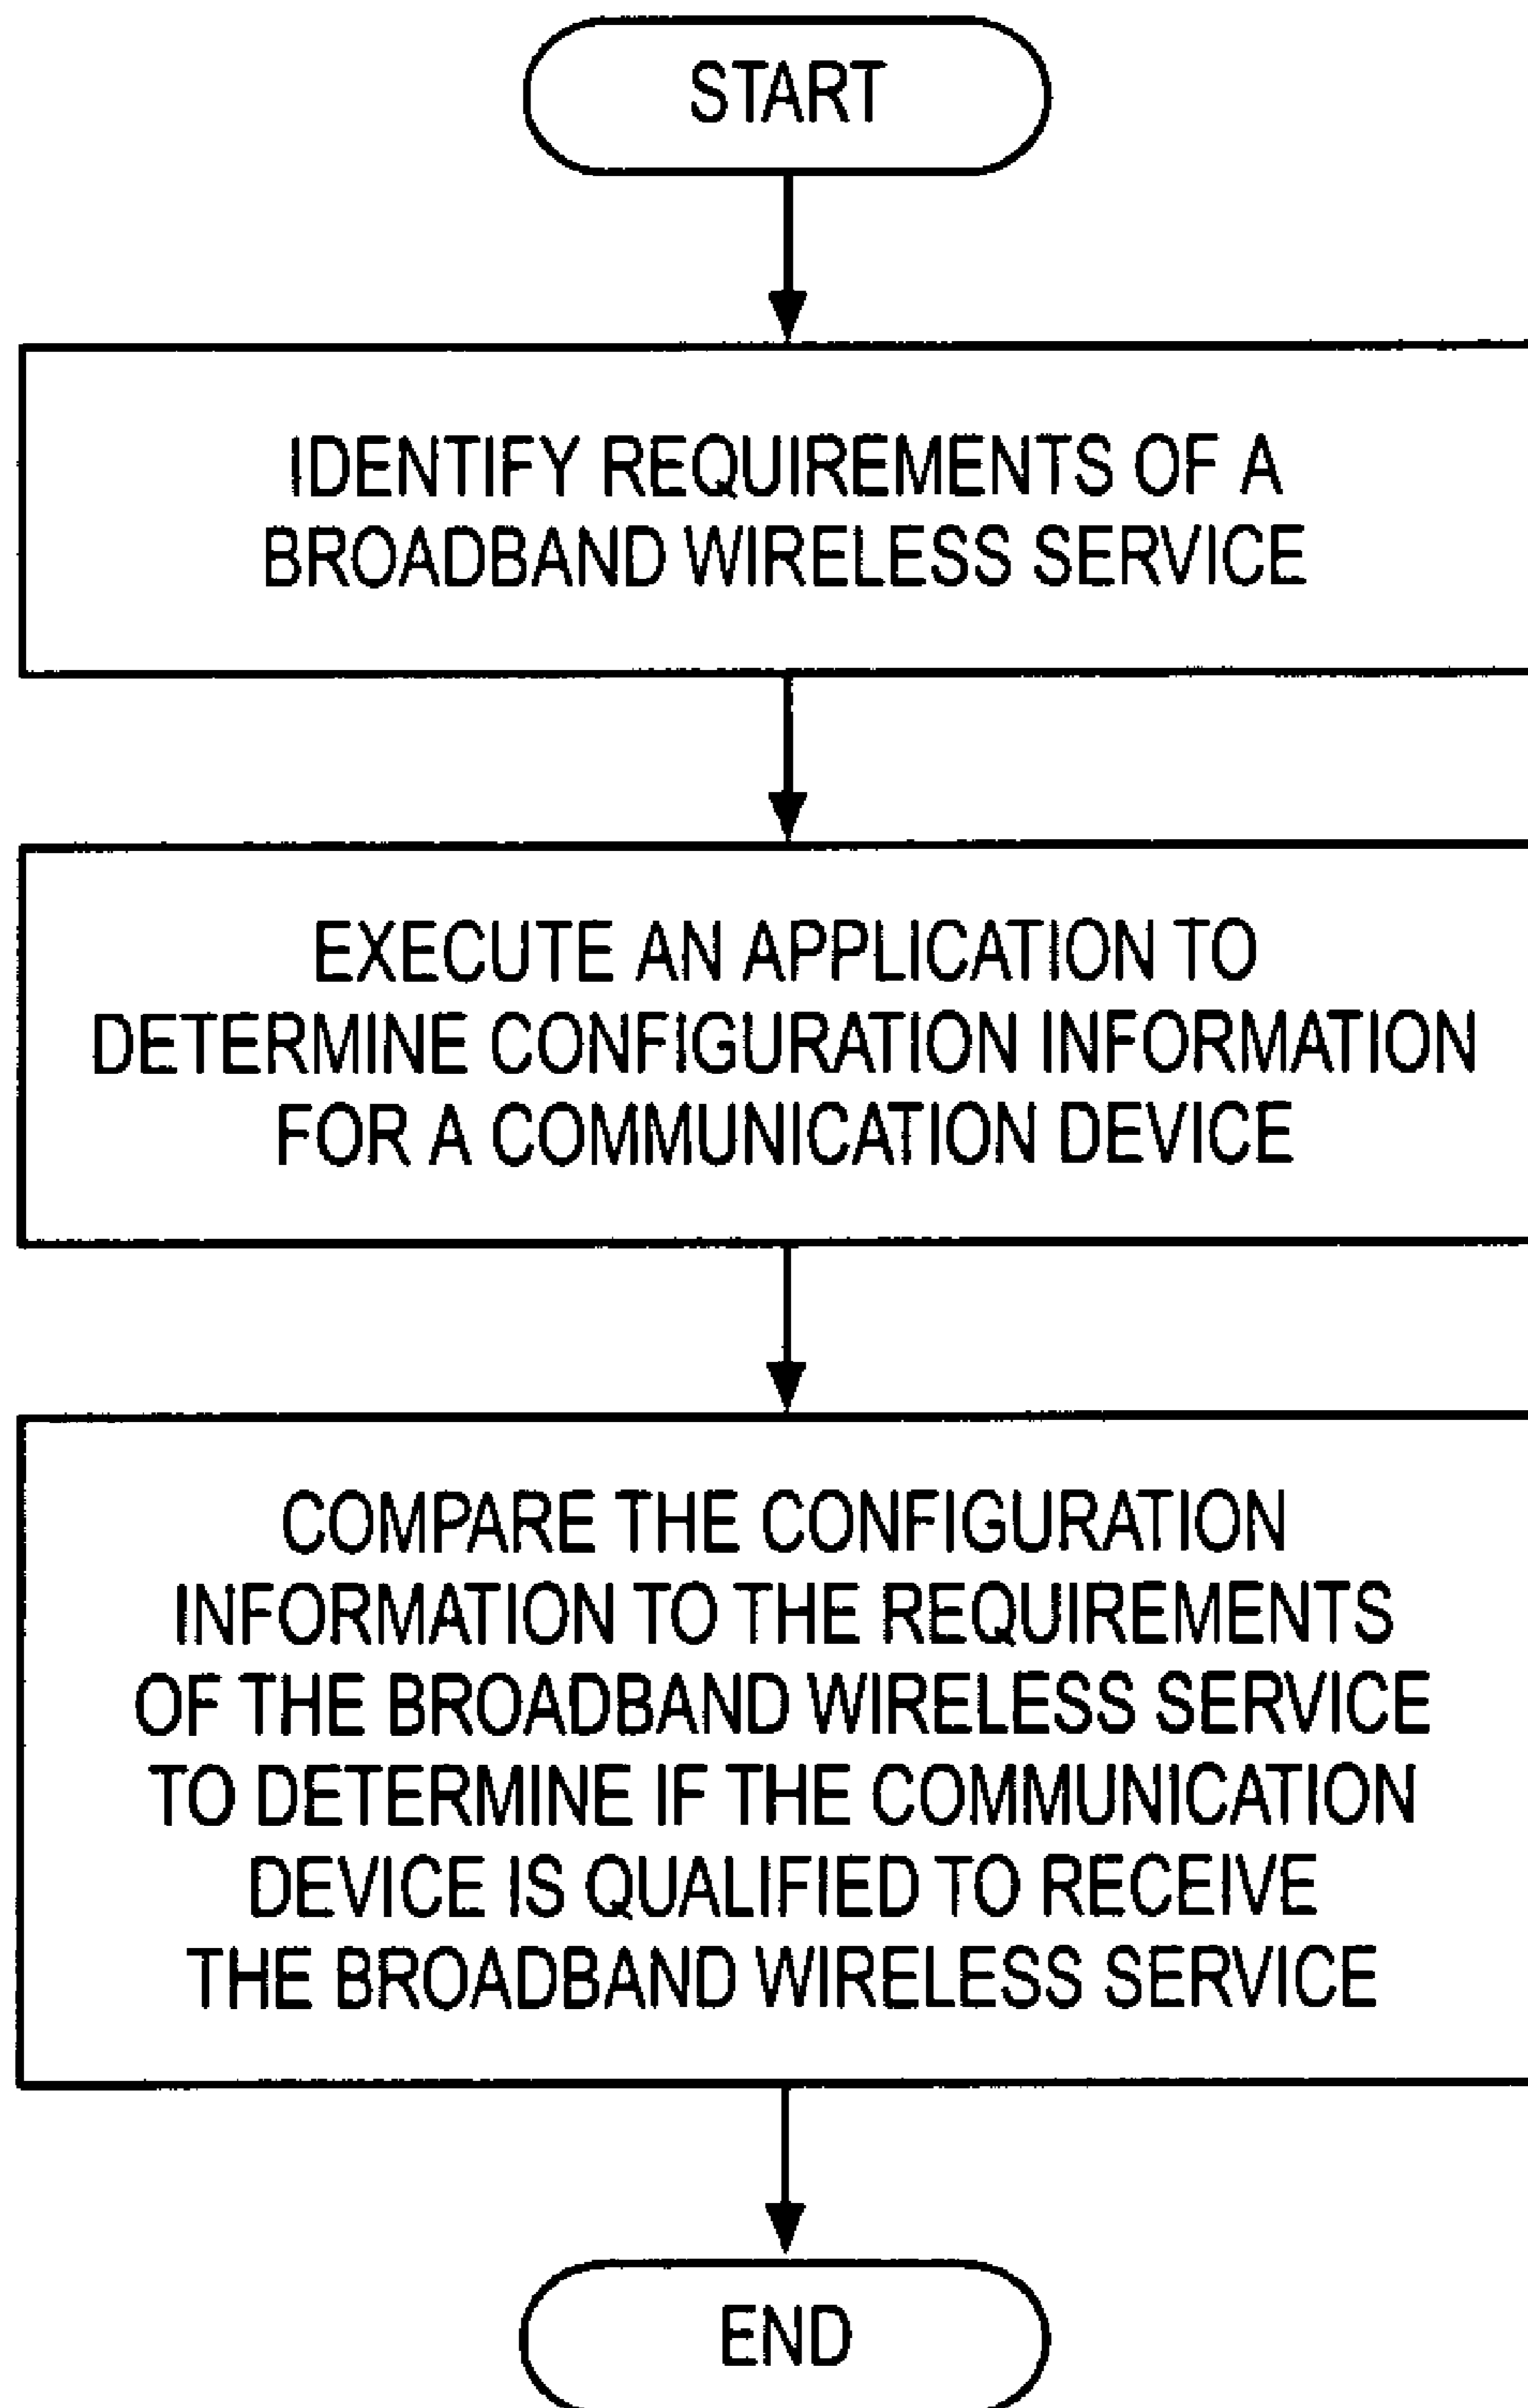 START
IDENTIFY REQUIREMENTS OF A
BROADBAND WIRELESS SERVICE
EXECUTE AN APPLICATION TO
DETERMINE CONFIGURATION INFORMATION
FOR A COMMUNICATION DEVICE
COMPARE THE CONFIGURATION
INFORMATION TO THE REQUIREMENTS
OF THE BROADBAND WIRELESS SERVICE
TO DETERMINE IF THE COMMUNICATION
DEVICE IS QUALIFIED TO RECEIVE
THE BROADBAND WIRELESS SERVICE
END